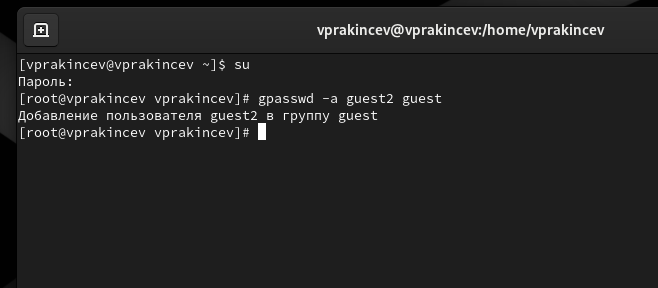 vprakincev@vprakincev:/home/vprakincev
[vprakincev@vprakincev ~]$ su
Пароль:
[root@vprakincev vprakincev]# gpasswd -a guest2 guest
Добавление пользователя guest2 в группу guest
[root@vprakincev vprakincev]#